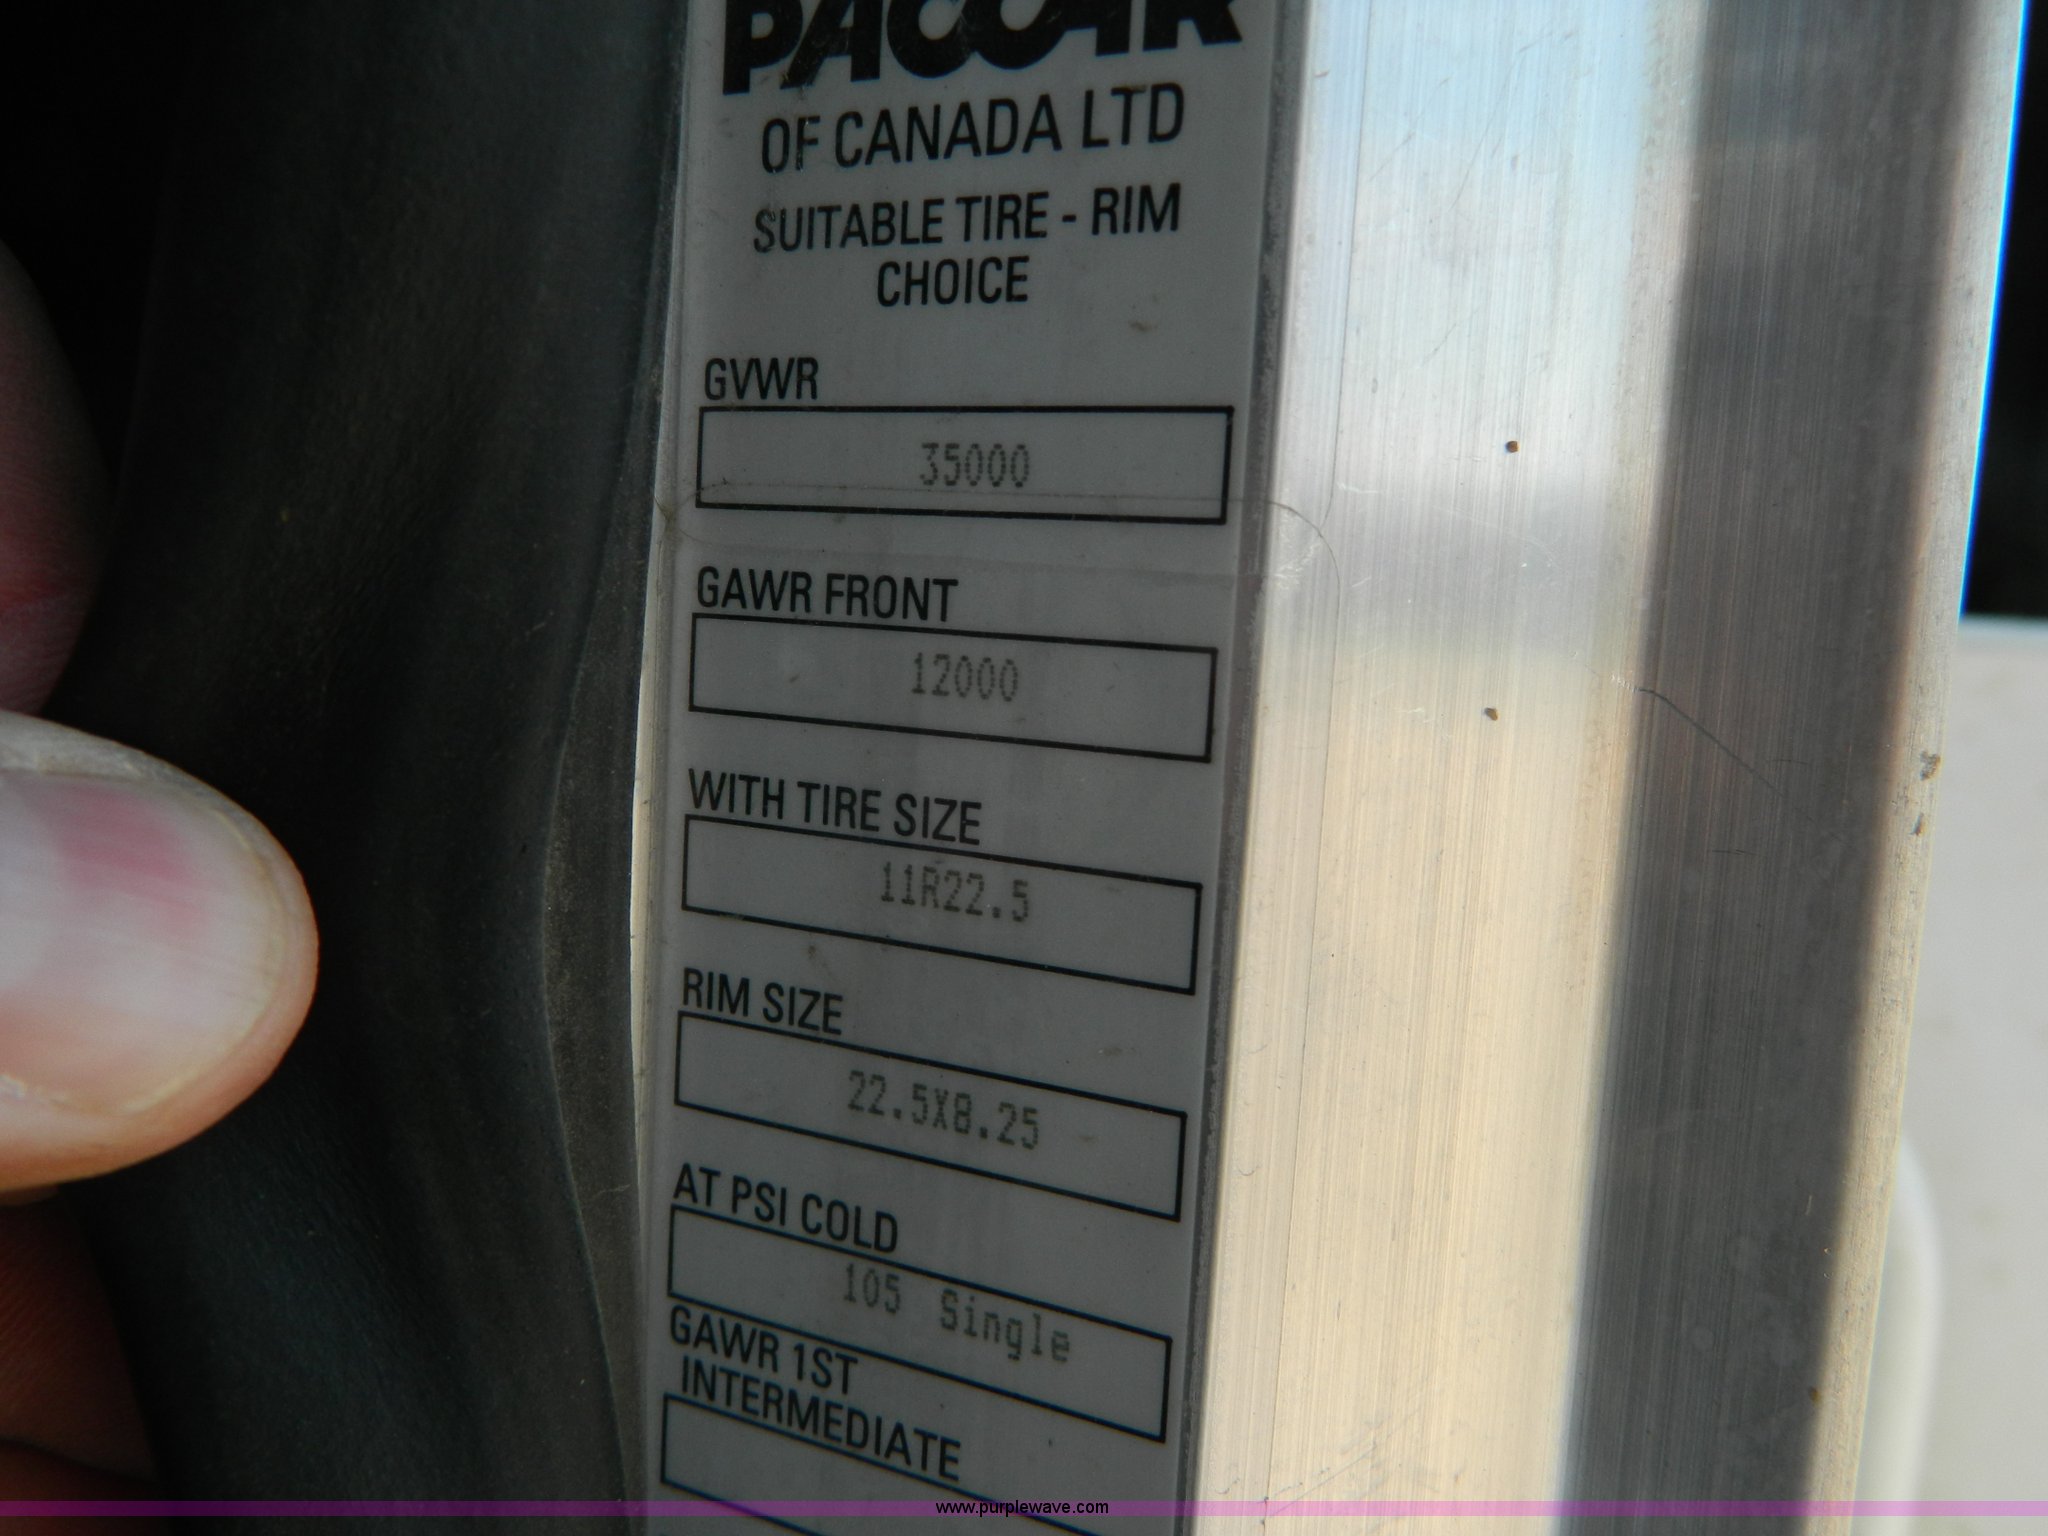 PACCAR
OF CANADA LTD
SUITABLE TIRE - RIM
CHOICE
GVWR
35000
GAWR FRONT
12000
WITH TIRE SIZE
11R22.5
RIM SIZE
22.5X8.25
AT PSI COLD
105 Single
GAWR 1ST
INTERMEDIATE
www.purplewave.com